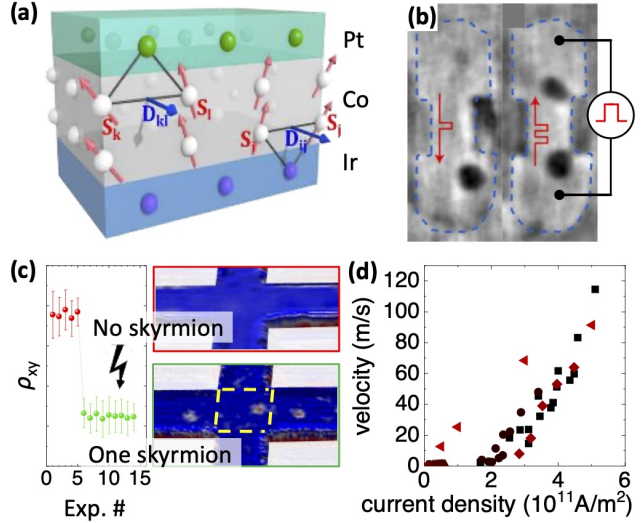 (a)
Pt
Co
Ir
S_k
S_l
D_kl
S_i
S_j
D_ij
(b)
(c)
ρ_xy
No skyrmion
One skyrmion
0 5 10 15
Exp. #
(d)
velocity (m/s)
120
100
80
60
40
20
0
0 2 4 6
current density (10^11 A/m^2)